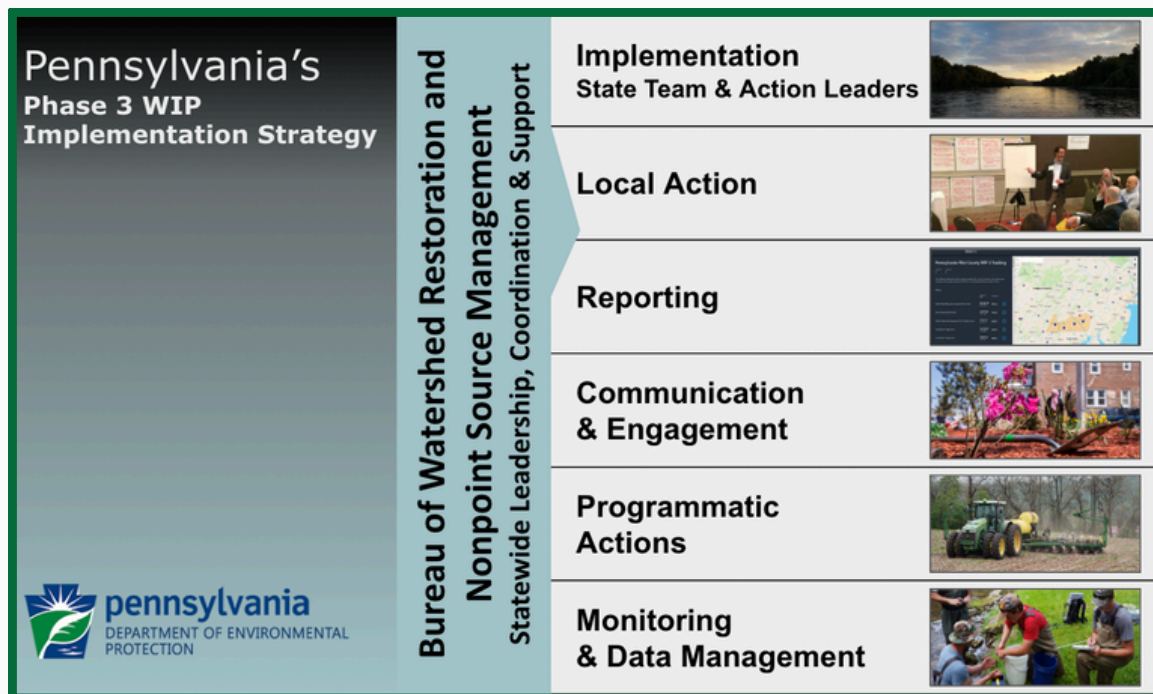 Pennsylvania's
Phase 3 WIP
Implementation Strategy
pennsylvania
DEPARTMENT OF ENVIRONMENTAL
PROTECTION
Bureau of Watershed Restoration and
Nonpoint Source Management
Statewide Leadership, Coordination & Support
Implementation
State Team & Action Leaders
Local Action
Reporting
Communication
& Engagement
Programmatic
Actions
Monitoring
& Data Management